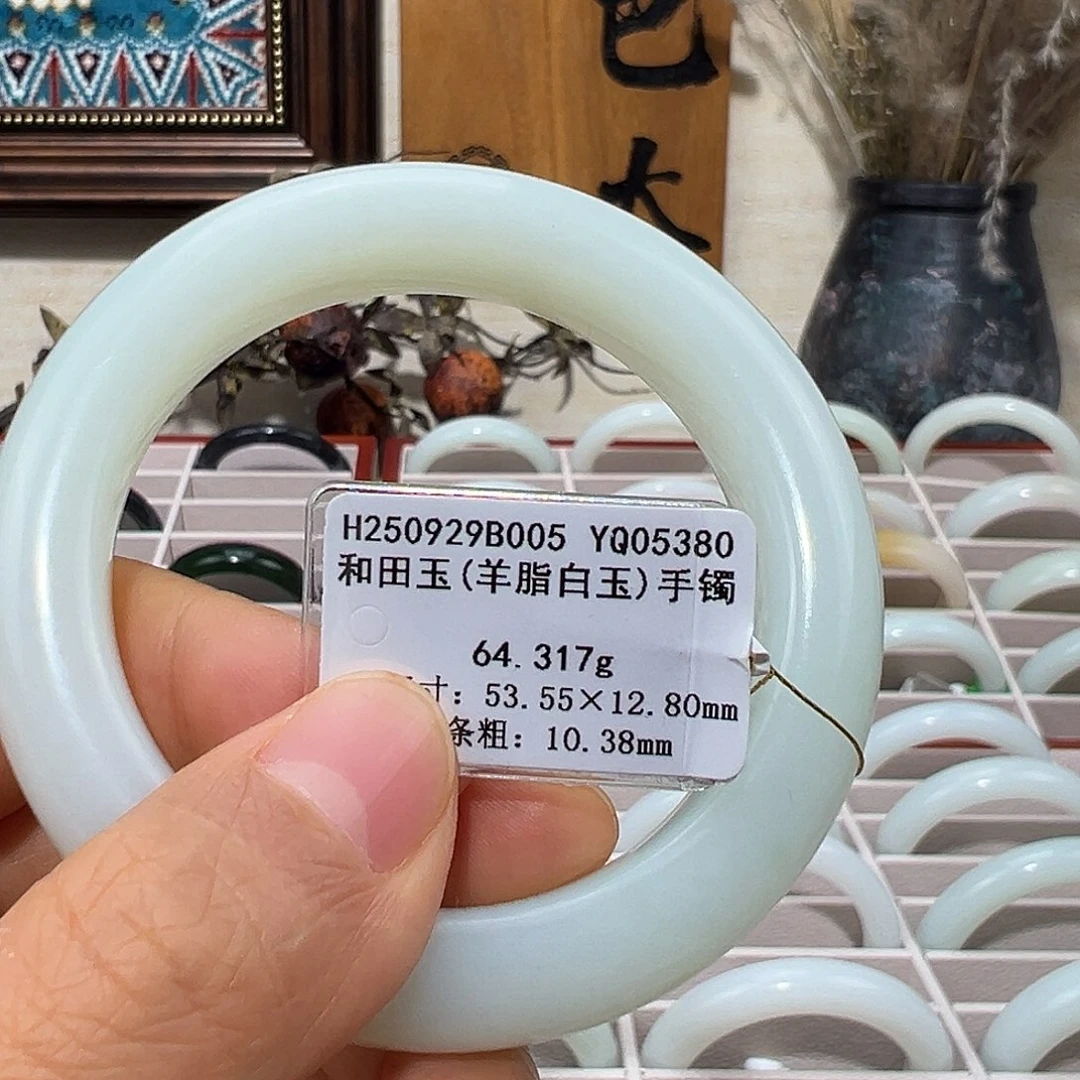 大
H250929B005 YQ05380
和田玉(羊脂白玉)手镯
64.317g
寸：53.55×12.80mm
条粗：10.38mm